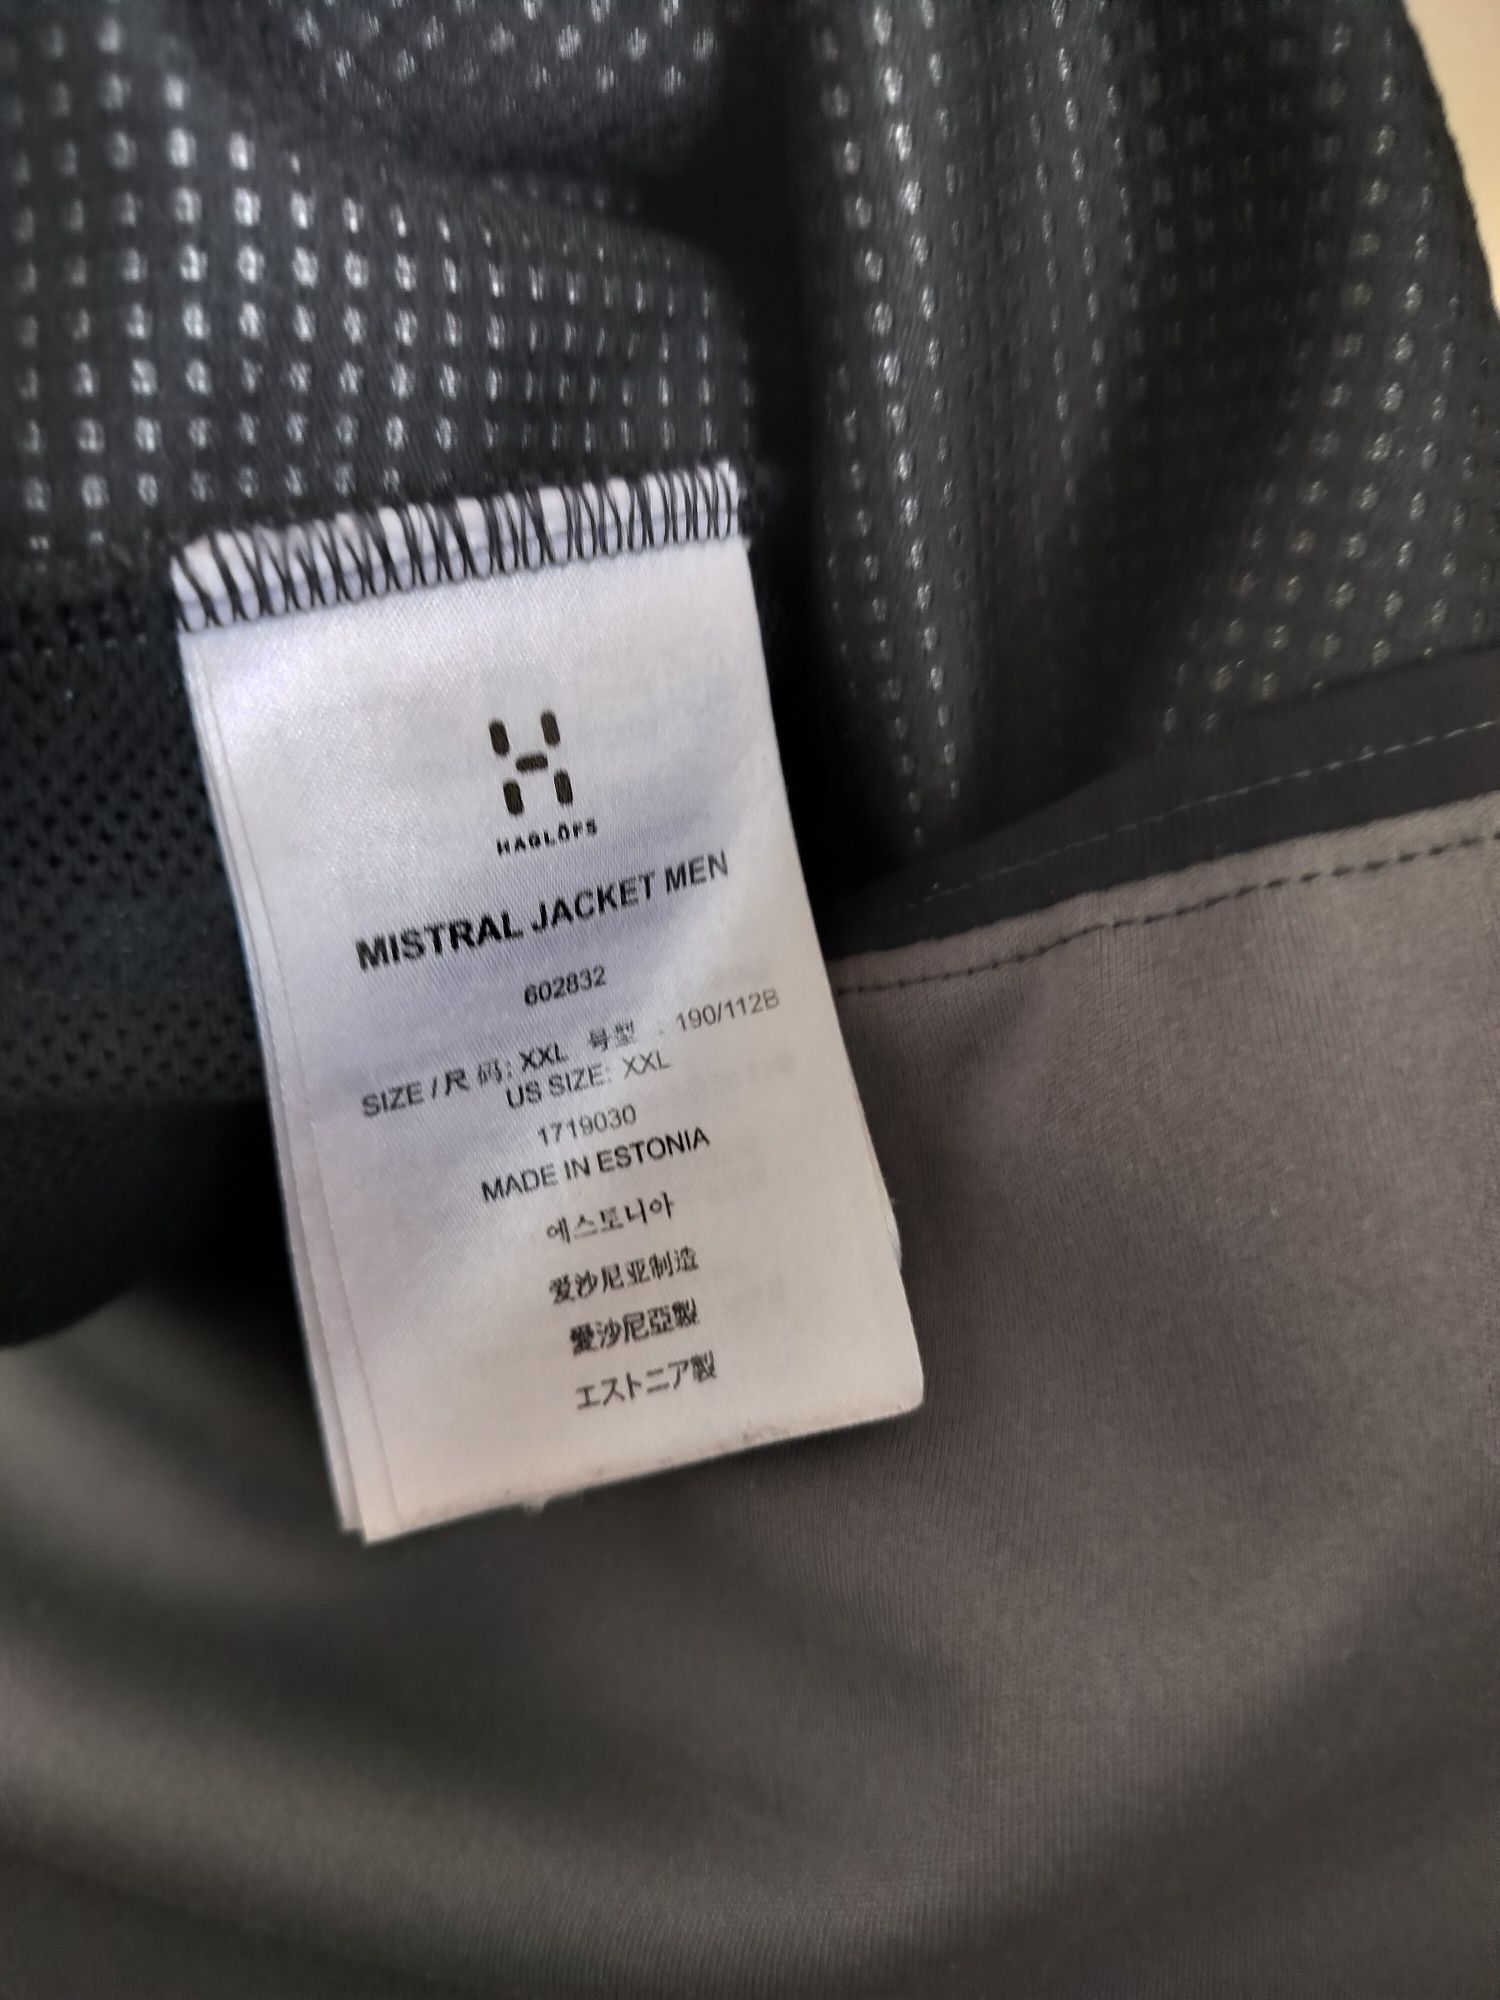 HAGLÖFS
MISTRAL JACKET MEN
602832
SIZE / 尺 码: XXL 号型 : 190/112B
US SIZE: XXL
1719030
MADE IN ESTONIA
에스토니아
爱沙尼亚制造
愛沙尼亞製
エストニア製